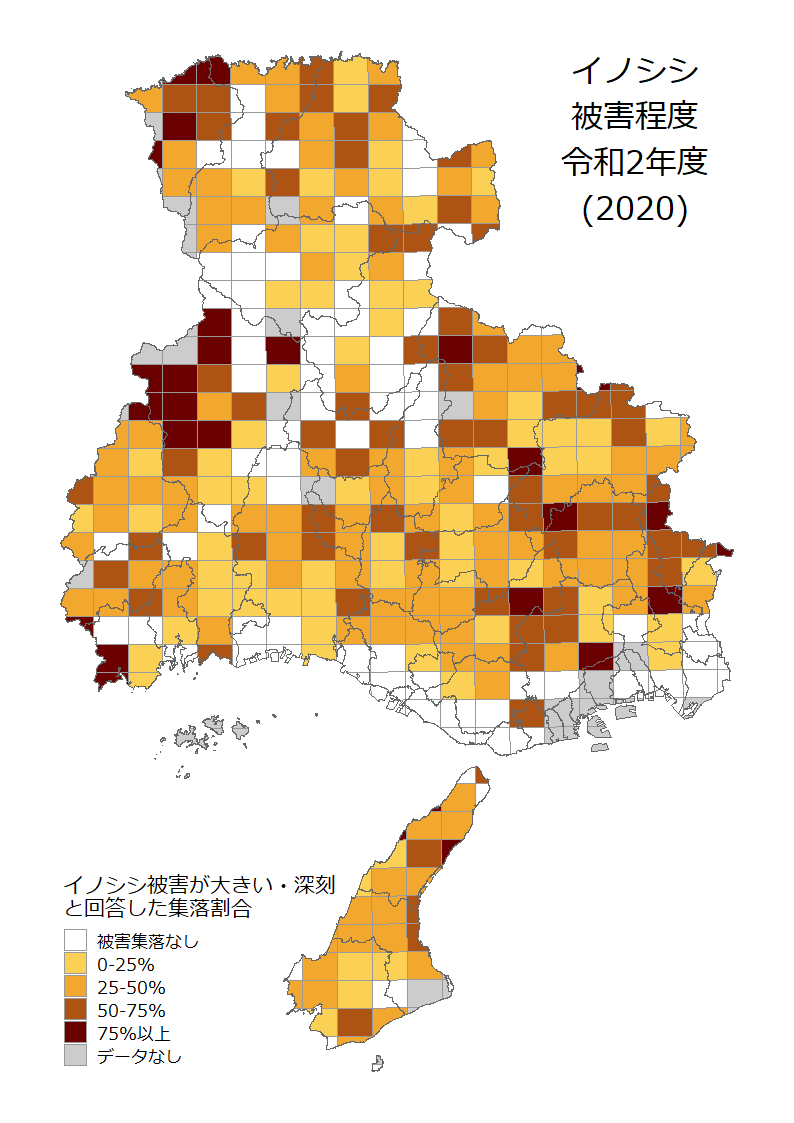 イノシシ
被害程度
令和2年度
(2020)
イノシシ被害が大きい・深刻
と回答した集落割合
被害集落なし
0-25%
25-50%
50-75%
75%以上
データなし